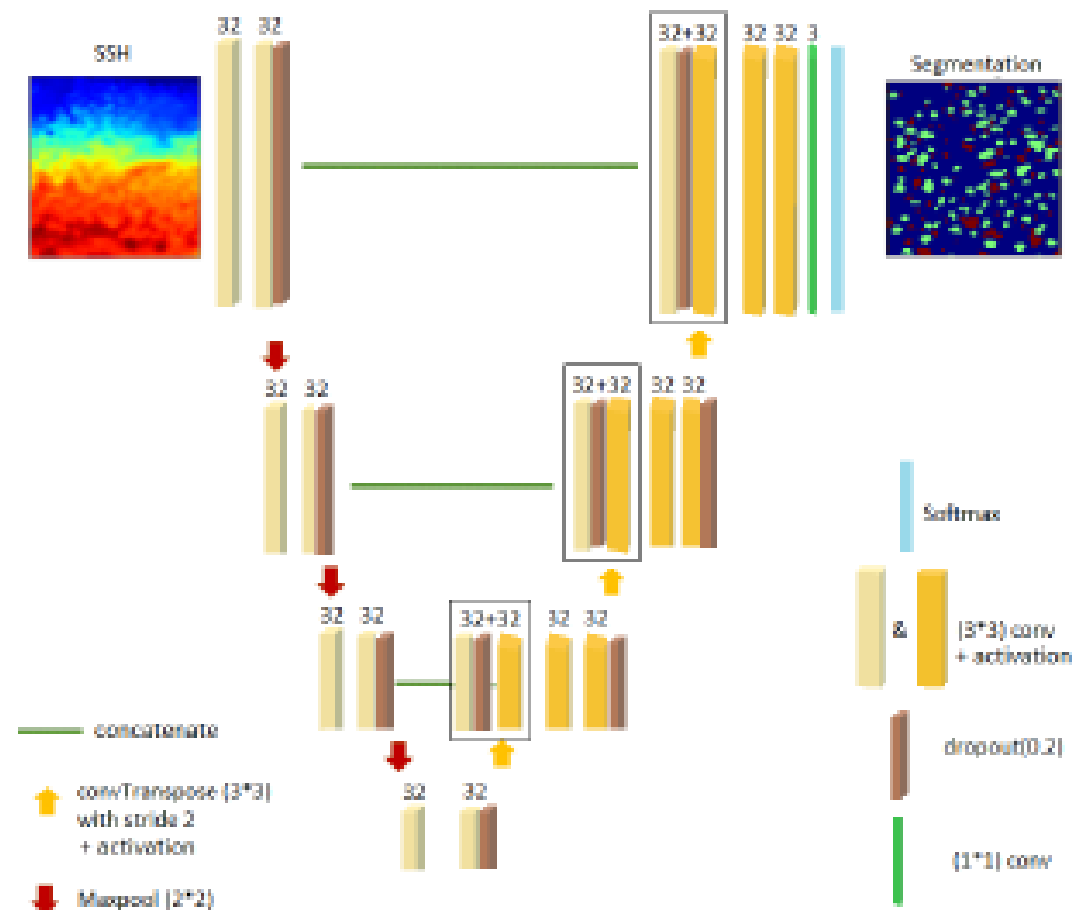 32 32
32+32
32 32 3
SSH
Segmentation
32 32
32+32
32 32
Softmax
32 32
32+32
32 32
&
(3*3) conv
+ activation
concatenate
dropout(0.2)
convTranspose (3*3)
with stride 2
+ activation
32 32
(1*1) conv
Maxpool (2*2)